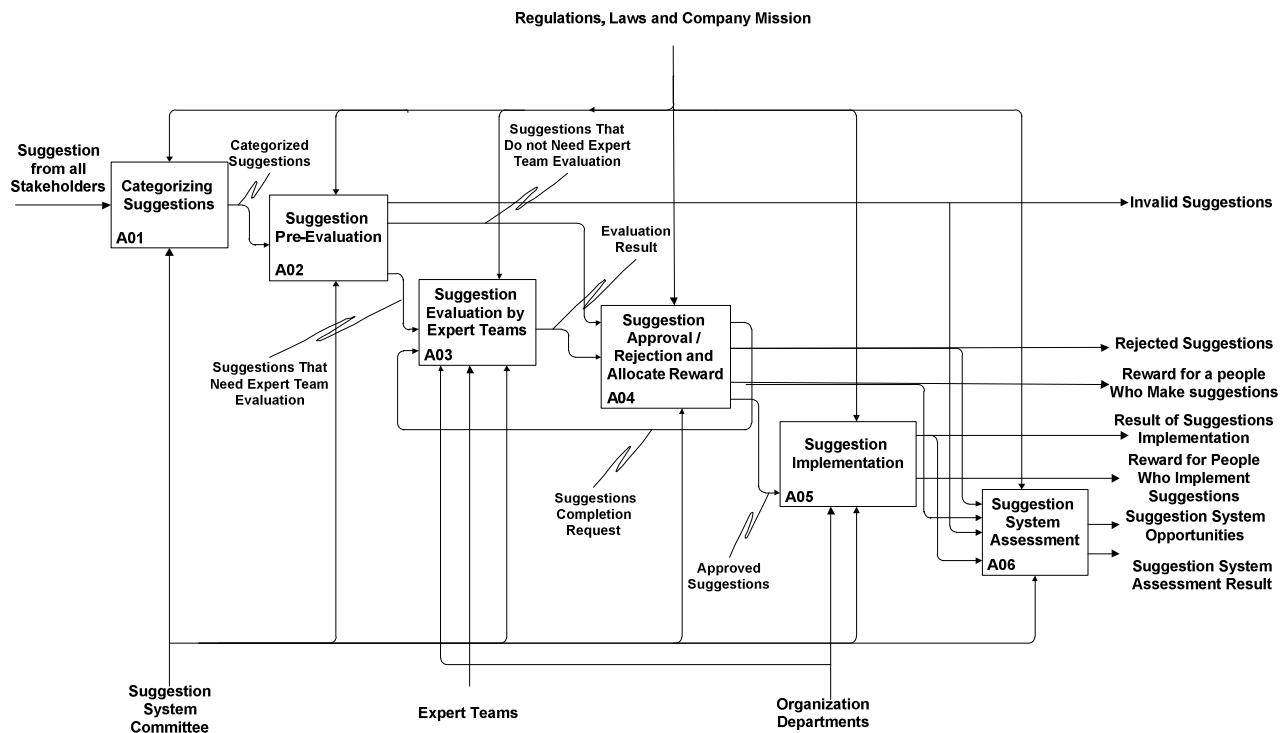 Regulations, Laws and Company Mission
Suggestion
from all
Stakeholders
Categorizing
Suggestions
A01
Categorized
Suggestions
Suggestion
Pre-Evaluation
A02
Suggestions That
Do not Need Expert
Team Evaluation
Invalid Suggestions
Evaluation
Result
Suggestion
Evaluation by
Expert Teams
A03
Suggestions That
Need Expert Team
Evaluation
Suggestion
Approval /
Rejection and
Allocate Reward
A04
Rejected Suggestions
Reward for a people
Who Make suggestions
Suggestion
Implementation
A05
Result of Suggestions
Implementation
Reward for People
Who Implement
Suggestions
Suggestions
Completion
Request
Approved
Suggestions
Suggestion
System
Assessment
A06
Suggestion System
Opportunities
Suggestion System
Assessment Result
Suggestion
System
Committee
Expert Teams
Organization
Departments